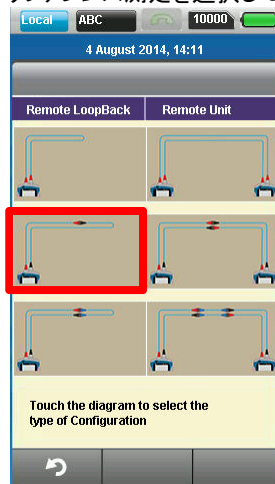 Local ABC 10000
4 August 2014, 14:11
Remote LoopBack Remote Unit
Touch the diagram to select the
type of Configuration